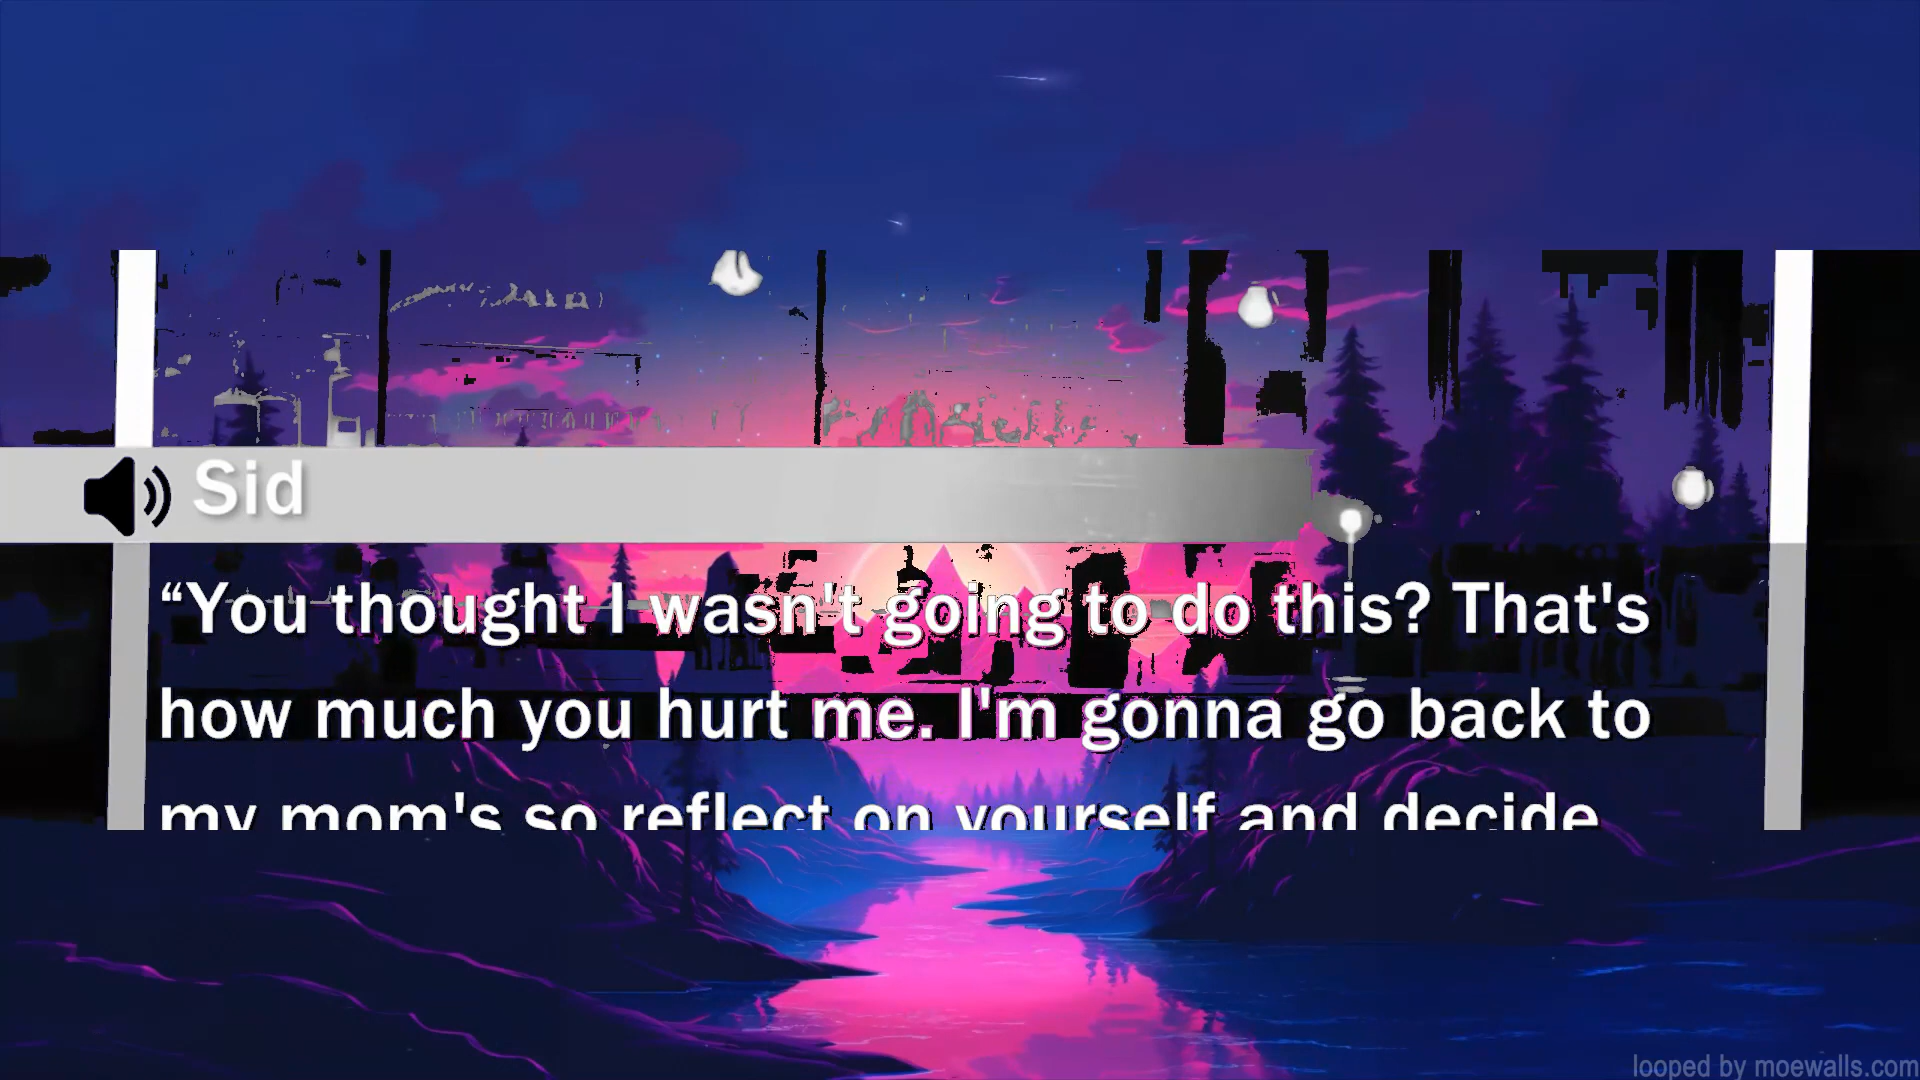 Sid
“You thought I wasn't going to do this? That's
how much you hurt me. I'm gonna go back to
my mom's so reflect on yourself and decide
looped by moewalls.com